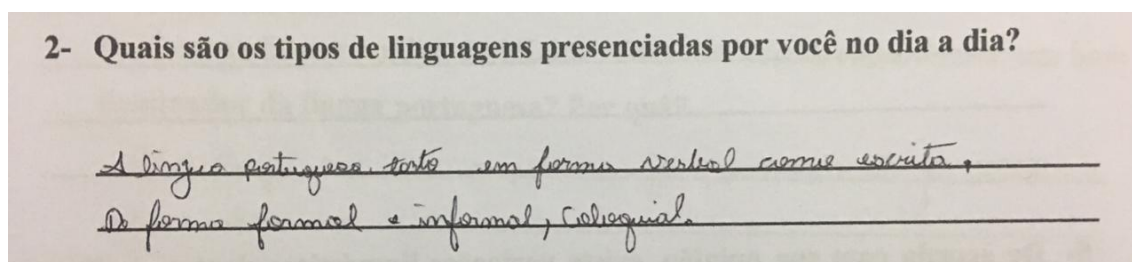 2- Quais são os tipos de linguagens presenciadas por você no dia a dia?
A língua portuguesa, tanto em forma verbal como escrita,
De forma formal e informal, coloquial.